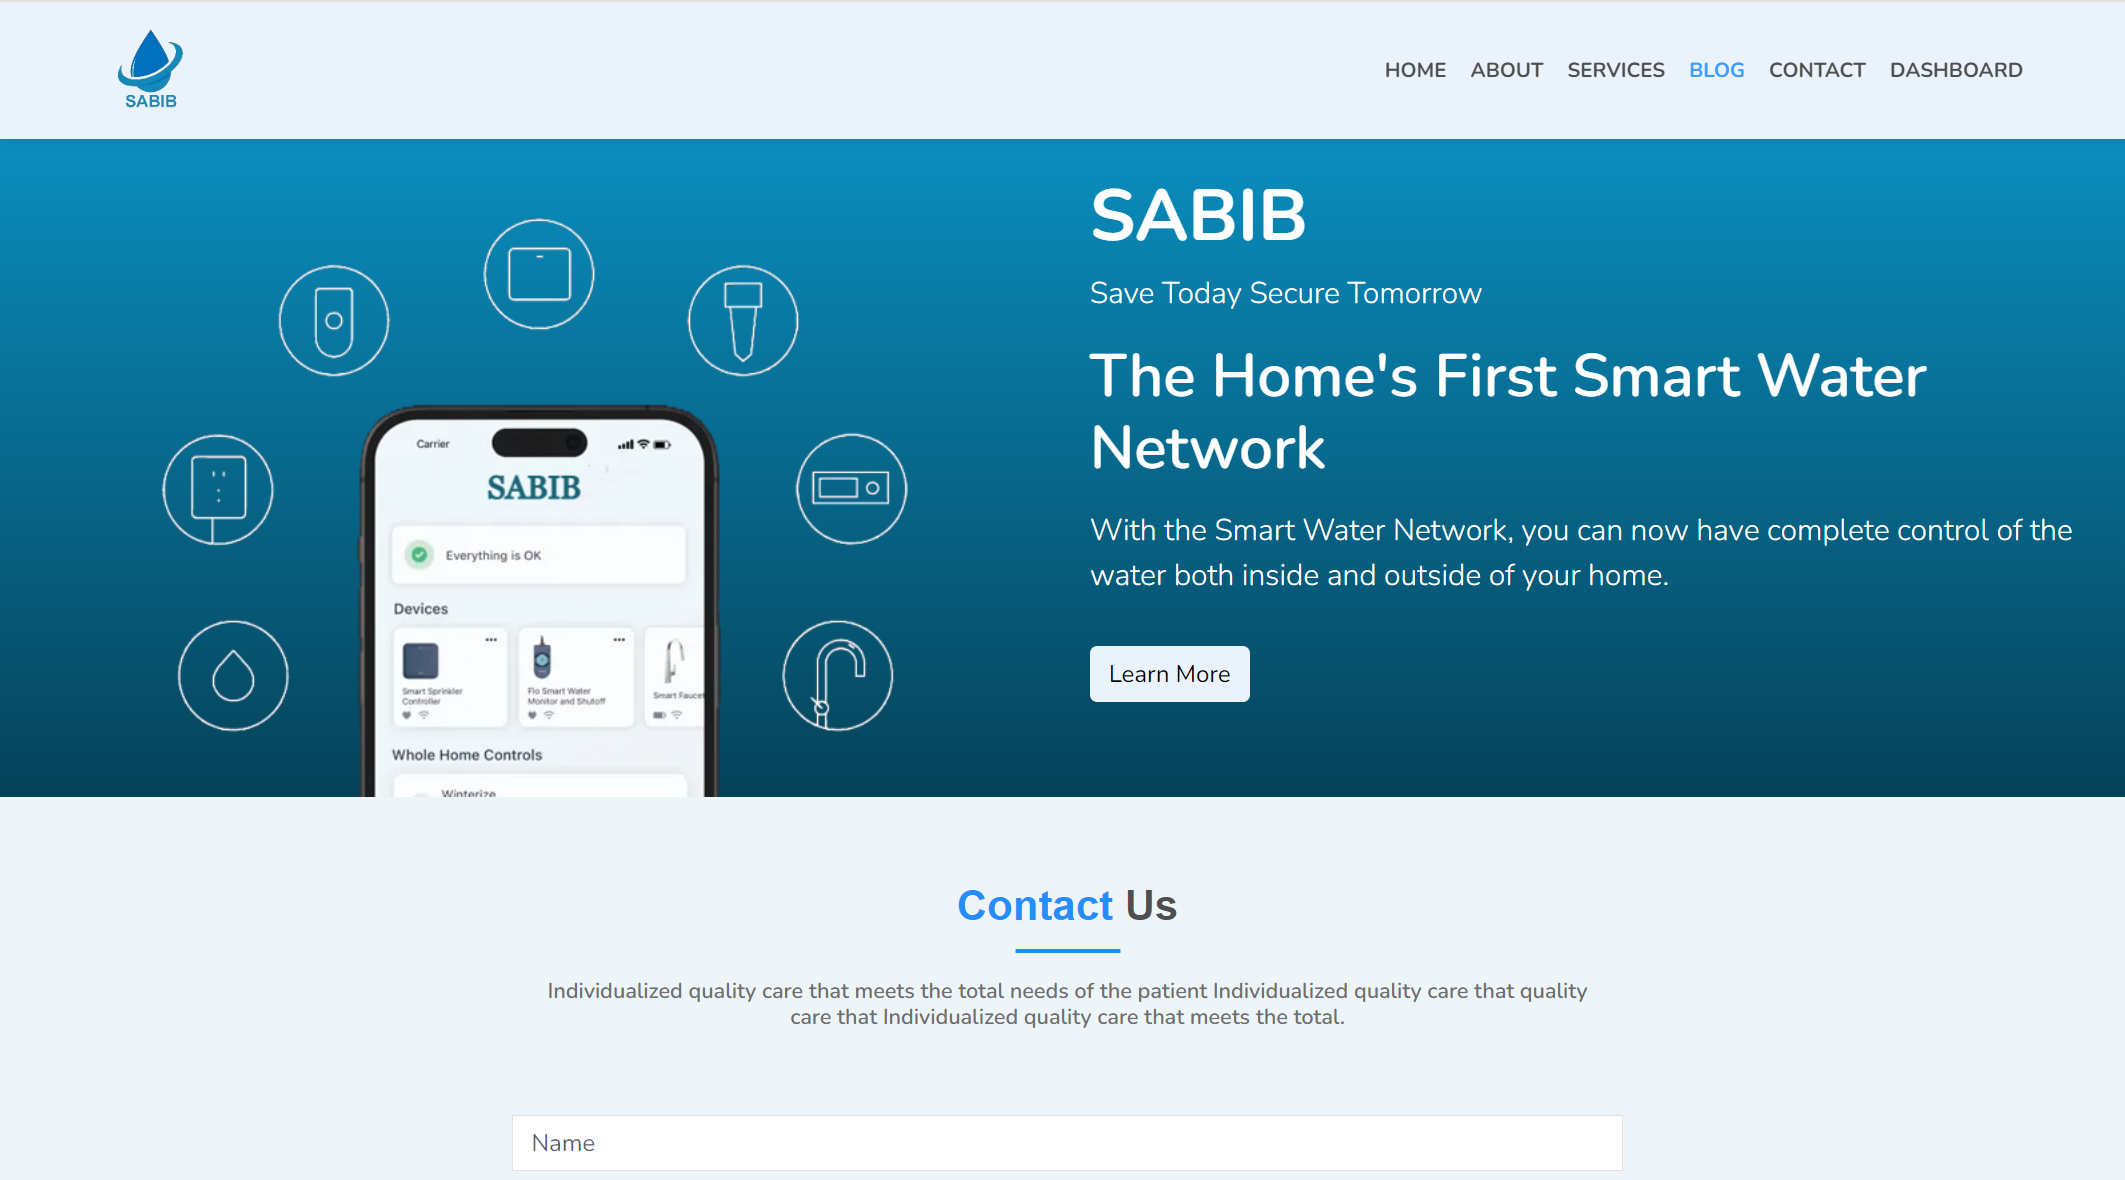 SABIB
HOME ABOUT SERVICES BLOG CONTACT DASHBOARD
SABIB
Save Today Secure Tomorrow
The Home's First Smart Water
Network
With the Smart Water Network, you can now have complete control of the
water both inside and outside of your home.
Learn More
Carrier
SABIB
Everything is OK
Devices
Smart Sprinkler
Controller
Flo Smart Water
Monitor and Shutoff
Smart Faucet
Whole Home Controls
Winterize
Contact Us
Individualized quality care that meets the total needs of the patient Individualized quality care that quality
care that Individualized quality care that meets the total.
Name